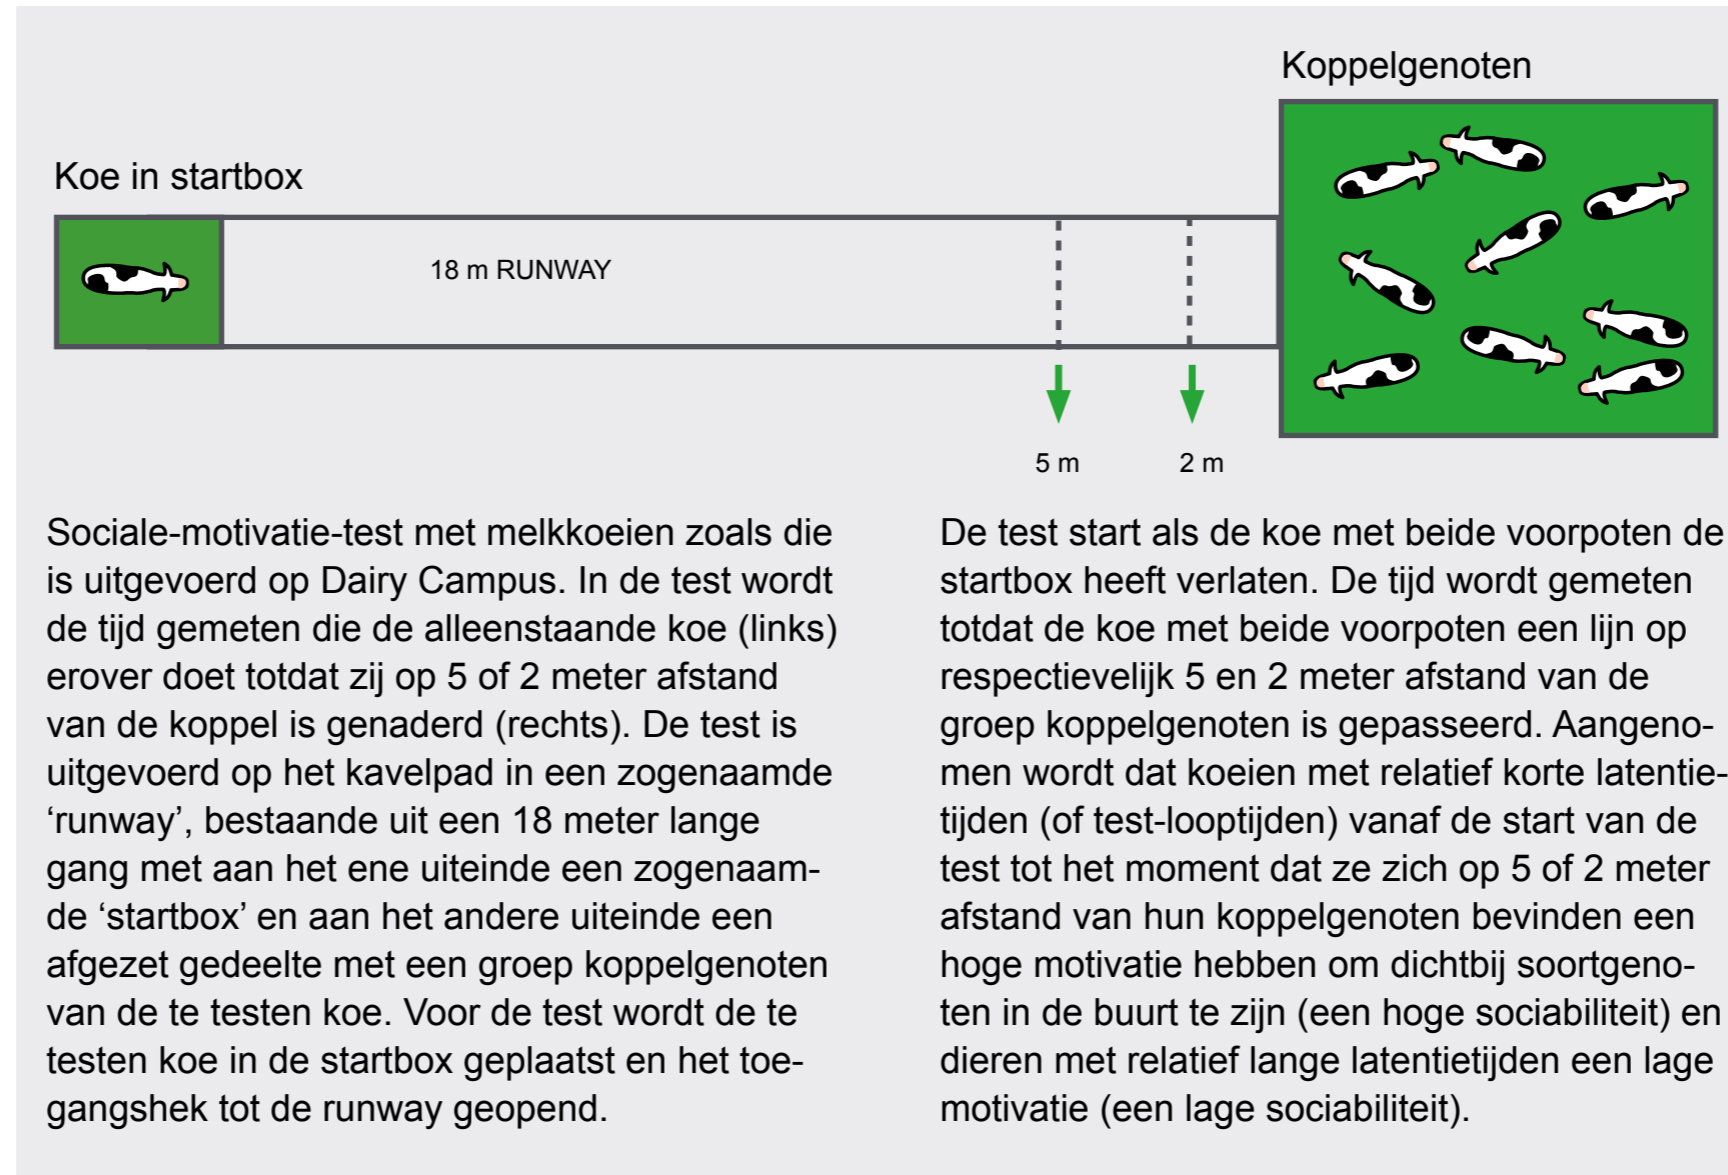 Koppelgenoten
Koe in startbox
18 m RUNWAY
5 m
2 m
Sociale-motivatie-test met melkkoeien zoals die
is uitgevoerd op Dairy Campus. In de test wordt
de tijd gemeten die de alleenstaande koe (links)
erover doet totdat zij op 5 of 2 meter afstand
van de koppel is genaderd (rechts). De test is
uitgevoerd op het kavelpad in een zogenaamde
‘runway’, bestaande uit een 18 meter lange
gang met aan het ene uiteinde een zogenaam-
de ‘startbox’ en aan het andere uiteinde een
afgezet gedeelte met een groep koppelgenoten
van de te testen koe. Voor de test wordt de te
testen koe in de startbox geplaatst en het toe-
gangshek tot de runway geopend.
De test start als de koe met beide voorpoten de
startbox heeft verlaten. De tijd wordt gemeten
totdat de koe met beide voorpoten een lijn op
respectievelijk 5 en 2 meter afstand van de
groep koppelgenoten is gepasseerd. Aangeno-
men wordt dat koeien met relatief korte latentie-
tijden (of test-looptijden) vanaf de start van de
test tot het moment dat ze zich op 5 of 2 meter
afstand van hun koppelgenoten bevinden een
hoge motivatie hebben om dichtbij soortgeno-
ten in de buurt te zijn (een hoge sociabiliteit) en
dieren met relatief lange latentietijden een lage
motivatie (een lage sociabiliteit).